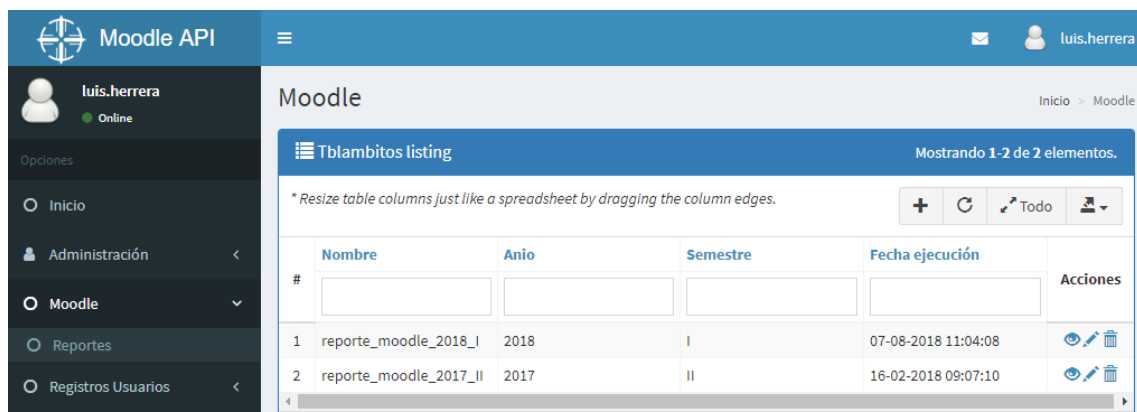 Moodle API
luis.herrera
luis.herrera
Online
Opciones
Inicio
Administración
Moodle
Reportes
Registros Usuarios
Moodle
Inicio > Moodle
Tblambitos listing
Mostrando 1-2 de 2 elementos.
* Resize table columns just like a spreadsheet by dragging the column edges.
Todo
# Nombre Anio Semestre Fecha ejecución Acciones
1 reporte_moodle_2018_I 2018 I 07-08-2018 11:04:08
2 reporte_moodle_2017_II 2017 II 16-02-2018 09:07:10